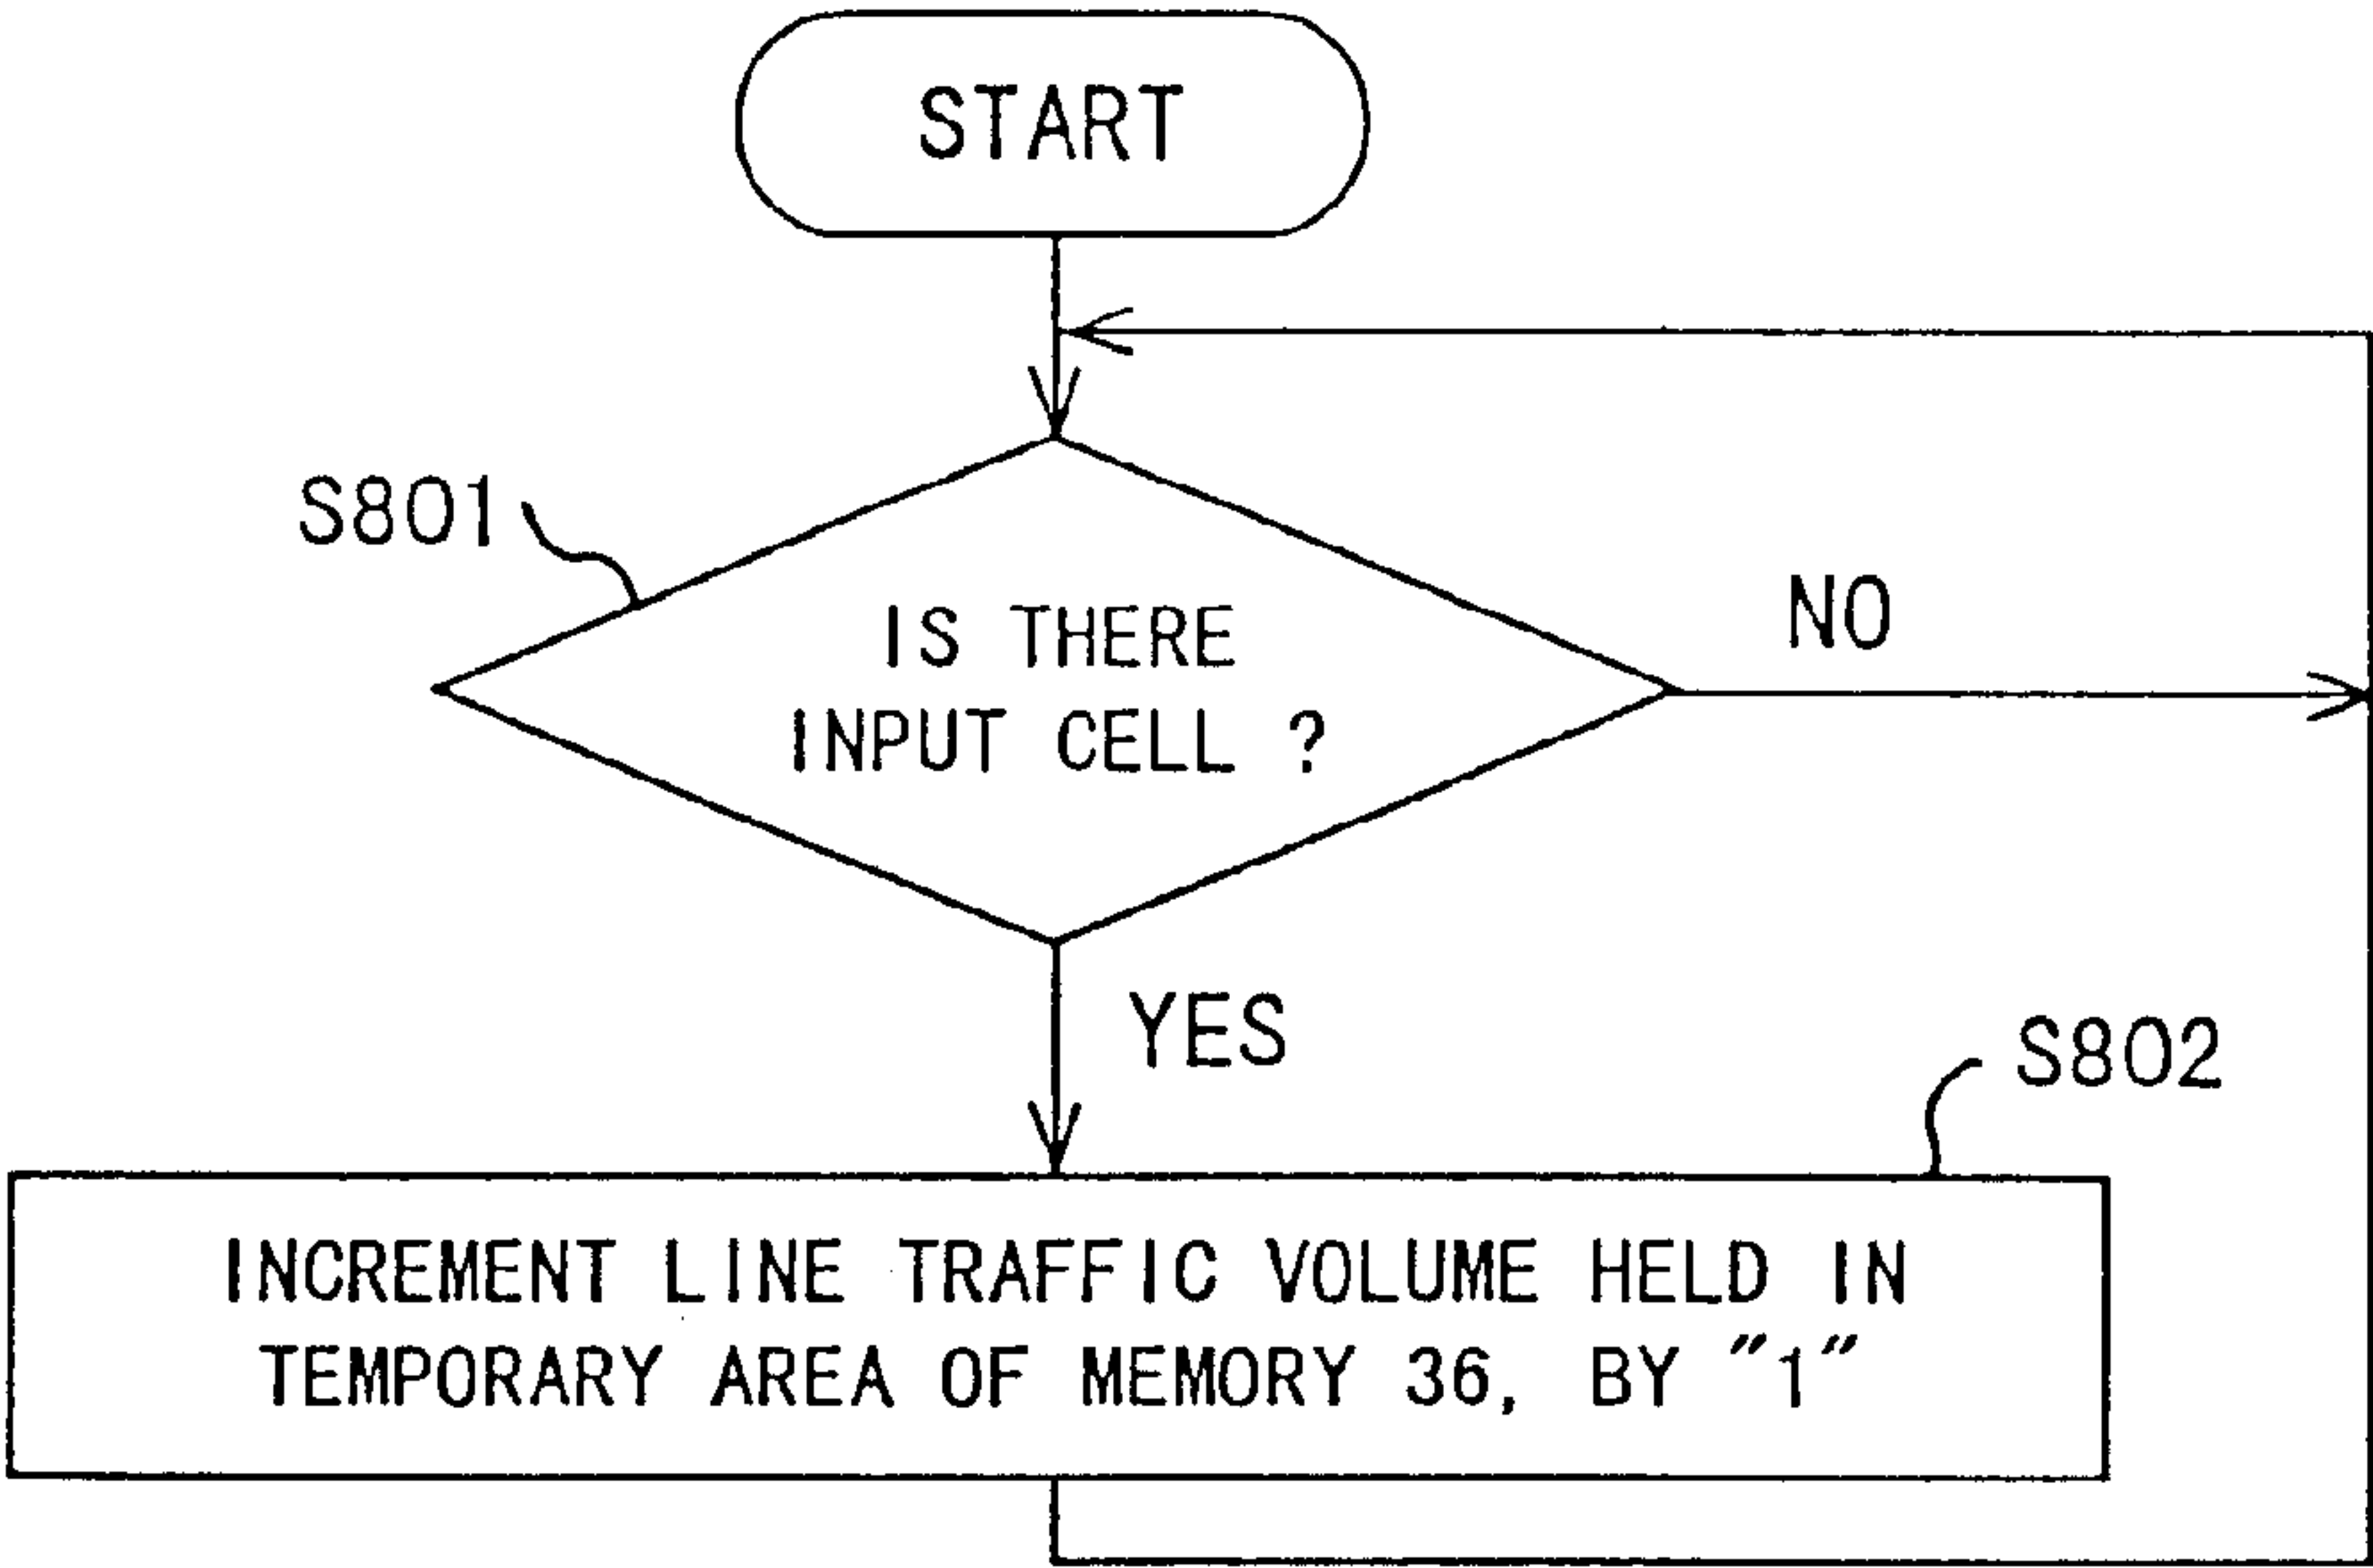 START
S801
IS THERE
INPUT CELL ?
NO
YES
S802
INCREMENT LINE TRAFFIC VOLUME HELD IN
TEMPORARY AREA OF MEMORY 36, BY "1"